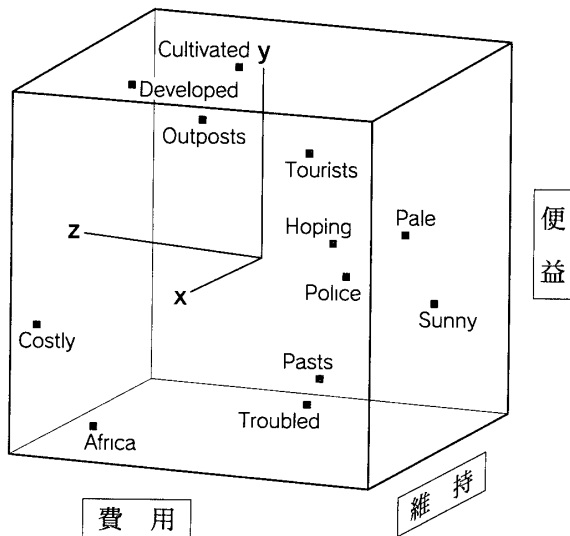 Cultivated
y
Developed
Outposts
Tourists
z
Hoping
Pale
便益
x
Police
Sunny
Costly
Pasts
Troubled
Africa
維持
費用